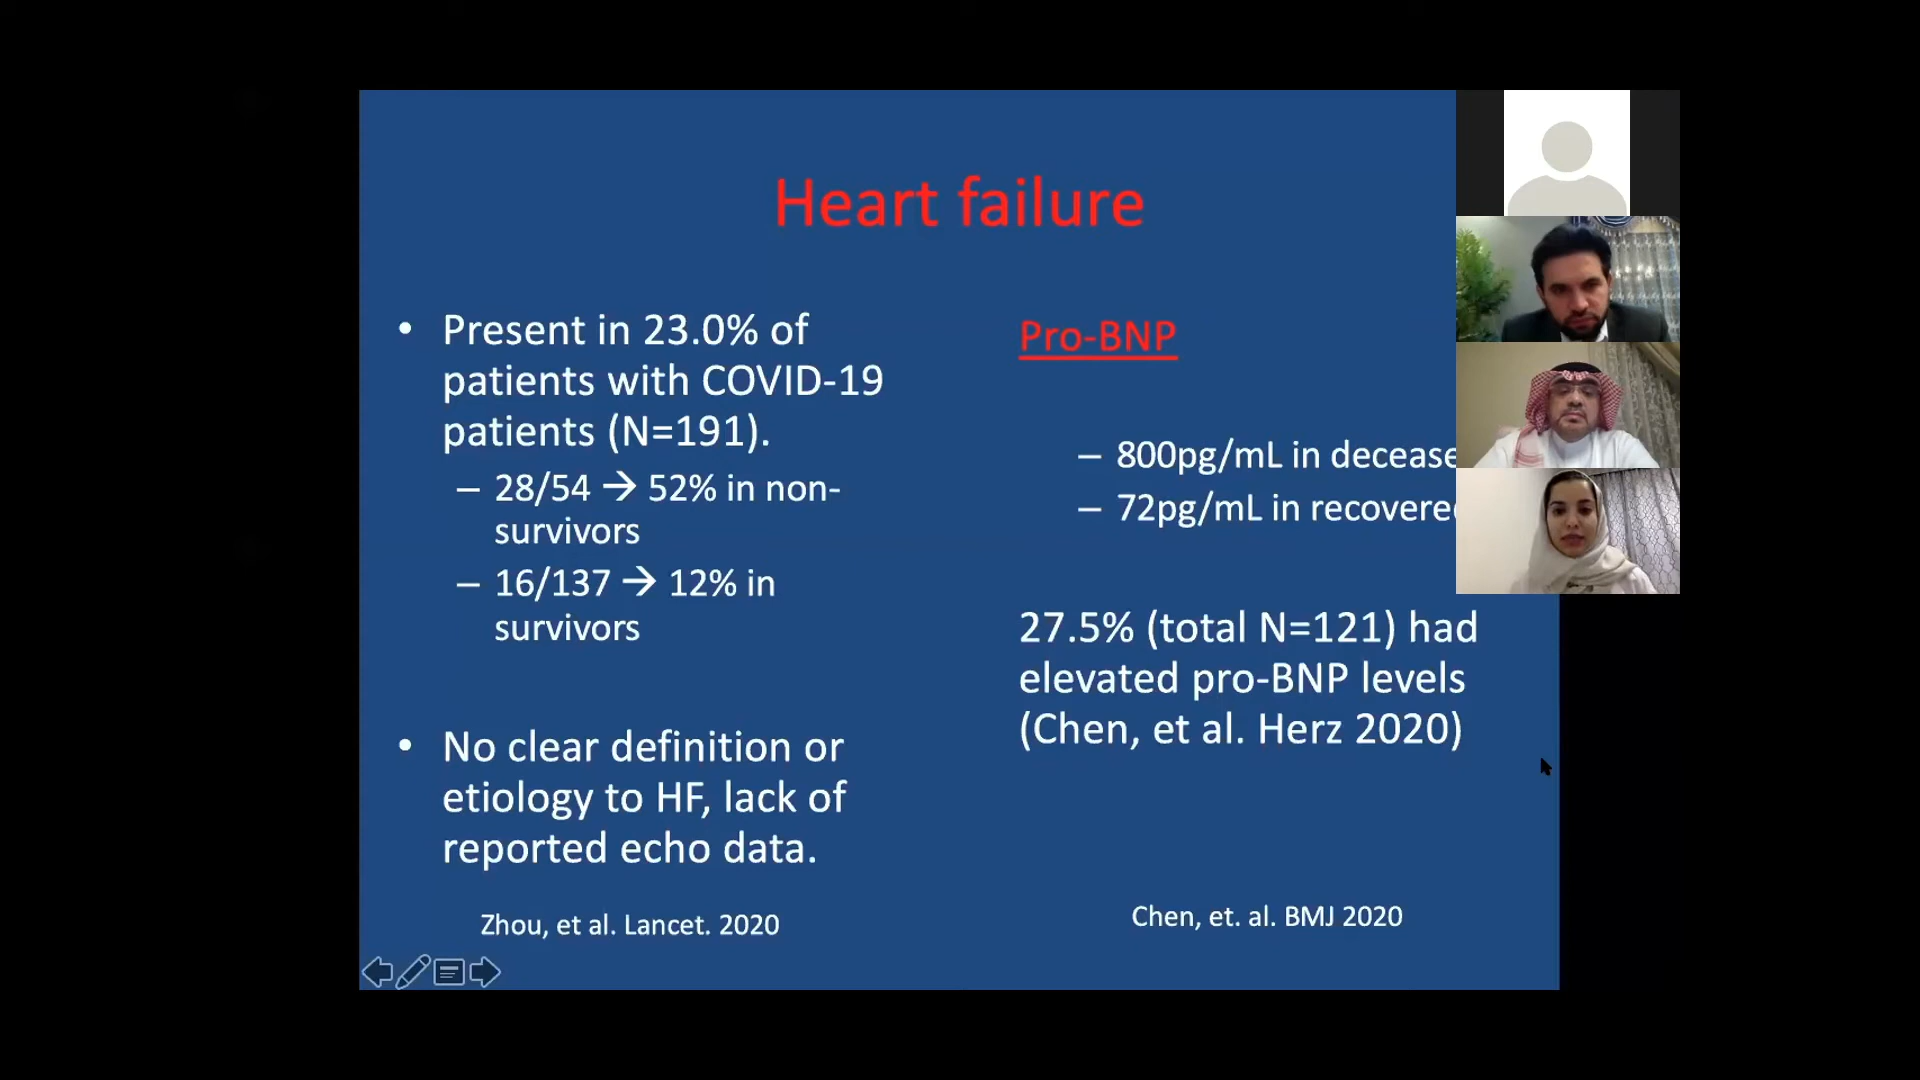 Heart failure
• Present in 23.0% of
patients with COVID-19
patients (N=191).
– 28/54 → 52% in non-
survivors
– 16/137 → 12% in
survivors
• No clear definition or
etiology to HF, lack of
reported echo data.
Zhou, et al. Lancet. 2020
Pro-BNP
– 800pg/mL in decease
– 72pg/mL in recovere
27.5% (total N=121) had
elevated pro-BNP levels
(Chen, et al. Herz 2020)
Chen, et. al. BMJ 2020